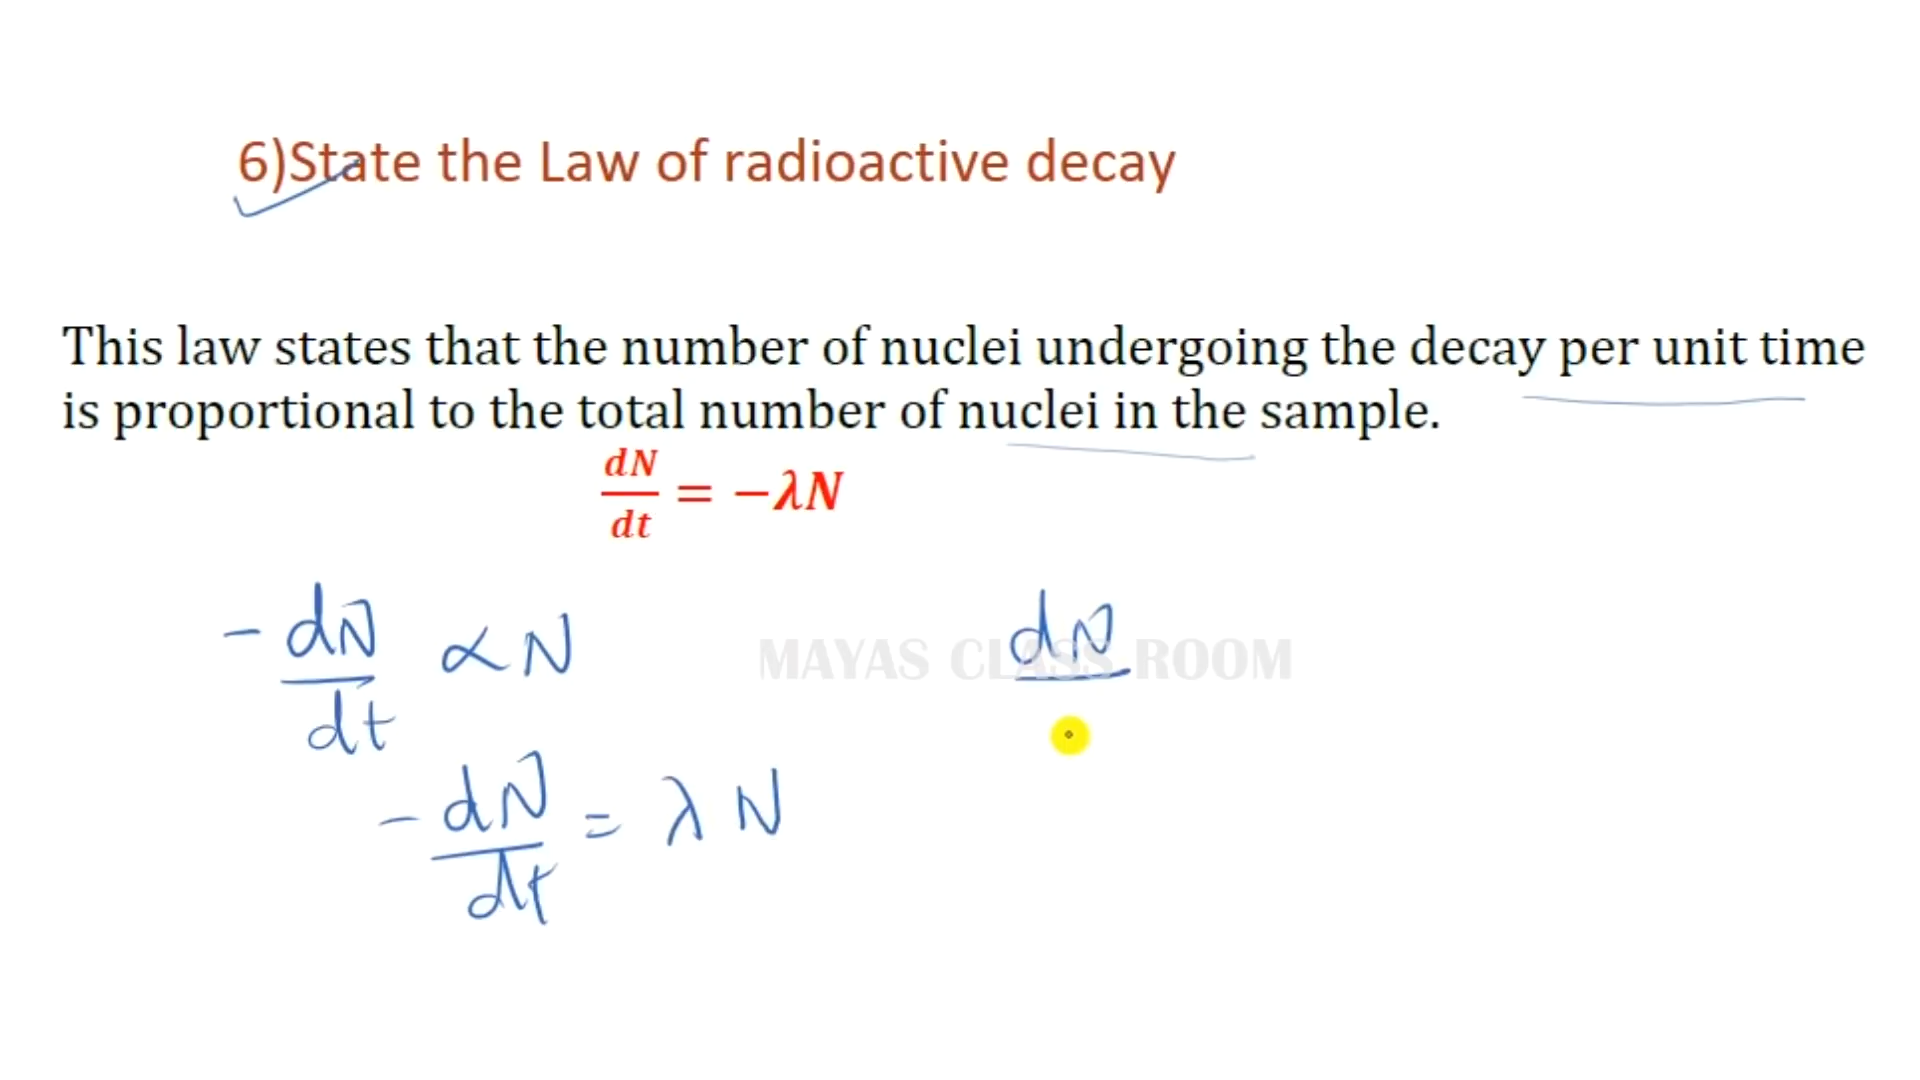 6)State the Law of radioactive decay
This law states that the number of nuclei undergoing the decay per unit time
is proportional to the total number of nuclei in the sample.
dN/dt = −λN
-dN/dt ∝ N
dN
MAYAS CLASS ROOM
-dN/dt = λ N